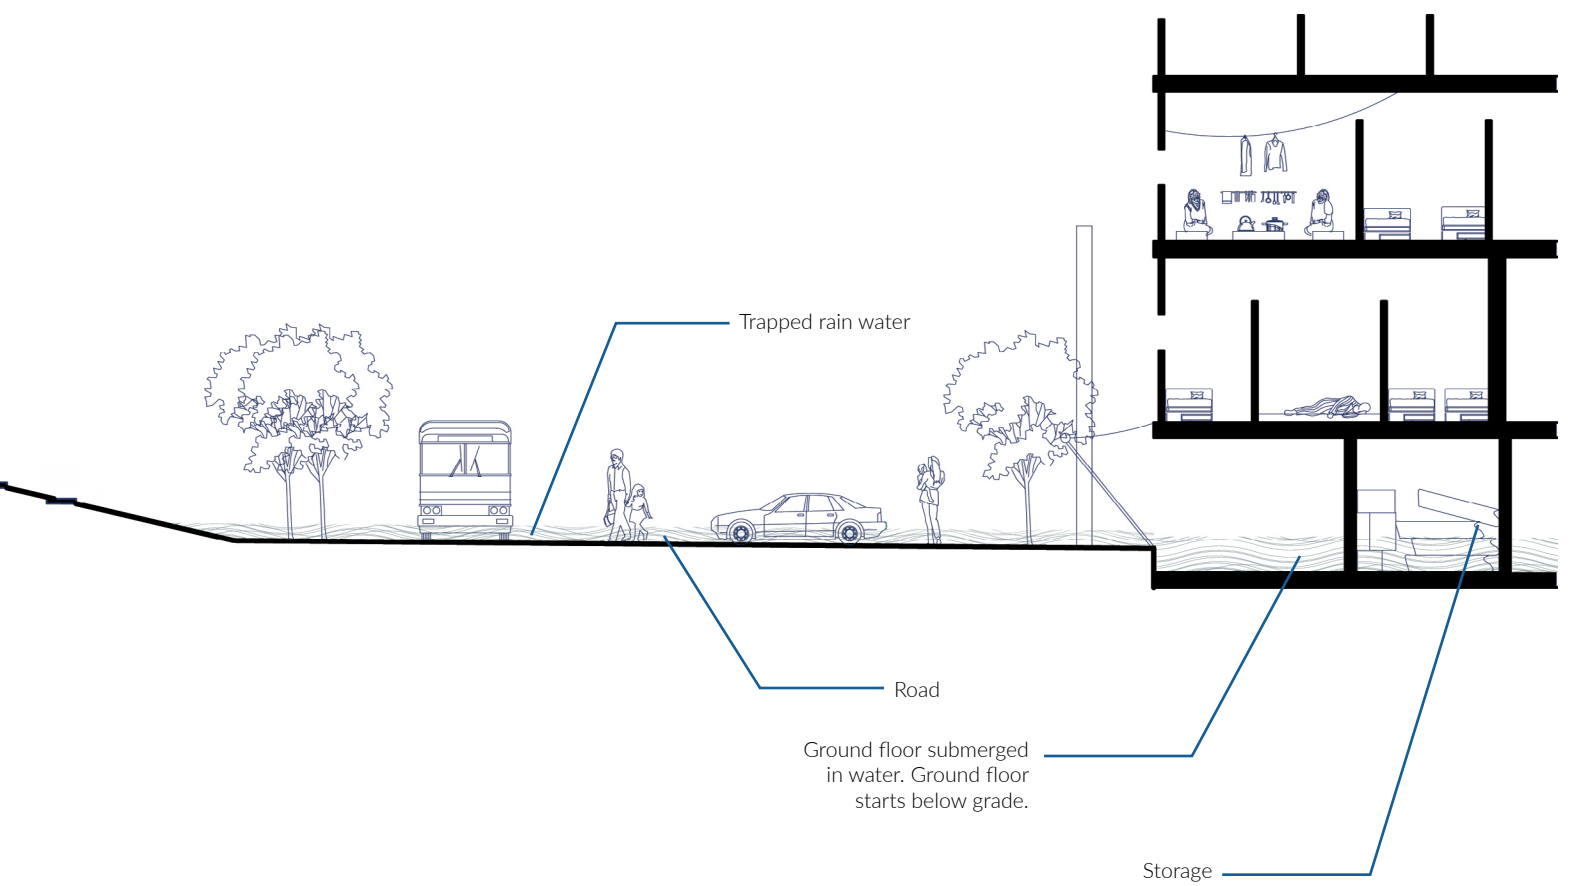 Trapped rain water
Road
Ground floor submerged
in water. Ground floor
starts below grade.
Storage